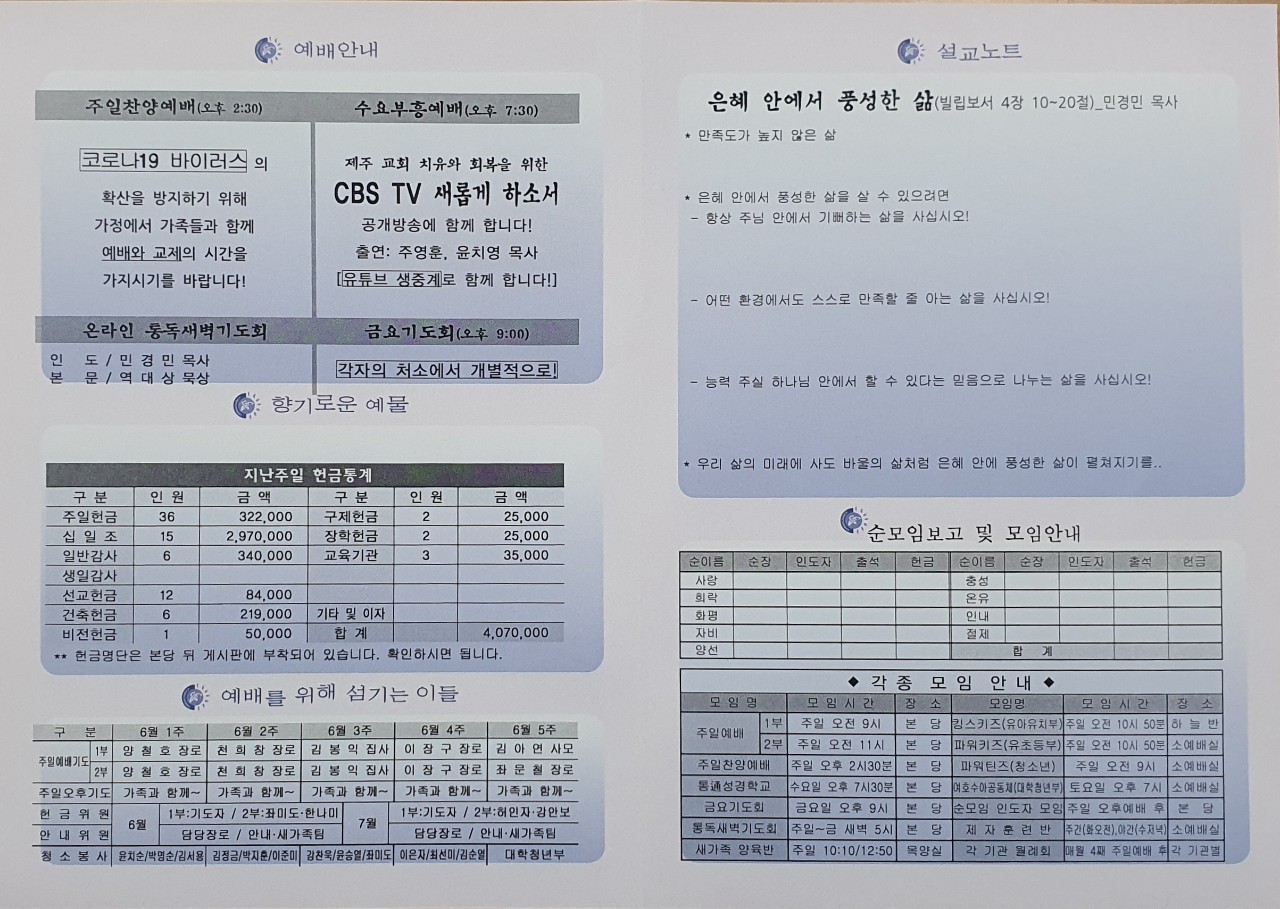 예배안내
주일찬양예배(오후 2:30) 수요부흥예배(오후 7:30)
코로나19 바이러스 의
확산을 방지하기 위해
가정에서 가족들과 함께
예배와 교제의 시간을
가지시기를 바랍니다!
제주 교회 치유와 회복을 위한
CBS TV 새롭게 하소서
공개방송에 함께 합니다!
출연: 주영훈, 윤치영 목사
[유튜브 생중계로 함께 합니다!]
온라인 통독새벽기도회 금요기도회(오후 9:00)
인 도 / 민 경 민 목사
본 문 / 역 대 상 묵상
각자의 처소에서 개별적으로!
향기로운 예물
지난주일 헌금통계
구 분 인 원 금 액 구 분 인 원 금 액
주일헌금 36 322,000 구제헌금 2 25,000
십 일 조 15 2,970,000 장학헌금 2 25,000
일반감사 6 340,000 교육기관 3 35,000
생일감사
선교헌금 12 84,000
건축헌금 6 219,000 기타 및 이자
비전헌금 1 50,000 합 계 4,070,000
** 헌금명단은 본당 뒤 게시판에 부착되어 있습니다. 확인하시면 됩니다.
예배를 위해 섬기는 이들
구 분 6월 1주 6월 2주 6월 3주 6월 4주 6월 5주
주일예배기도 1부 양 철 호 장로 천 희 창 장로 김 봉 익 집사 이 장 구 장로 김 아 연 사모
2부 양 철 호 장로 천 희 창 장로 김 봉 익 집사 이 장 구 장로 좌 문 철 장로
주일오후기도 가족과 함께~ 가족과 함께~ 가족과 함께~ 가족과 함께~ 가족과 함께~
헌 금 위 원 6월 1부:기도자 / 2부:좌미도·한나미 7월 1부:기도자 / 2부:허인자·강안보
안 내 위 원 담당장로 / 안내·새가족팀 담당장로 / 안내·새가족팀
청 소 봉 사 윤치순/박명순/김서용 김정금/박지훈/이준미 김찬욱/윤승열/좌미도 이은자/최선미/김순열 대학청년부
설교노트
은혜 안에서 풍성한 삶(빌립보서 4장 10~20절)_민경민 목사
* 만족도가 높지 않은 삶
* 은혜 안에서 풍성한 삶을 살 수 있으려면
- 항상 주님 안에서 기뻐하는 삶을 사십시오!
- 어떤 환경에서도 스스로 만족할 줄 아는 삶을 사십시오!
- 능력 주실 하나님 안에서 할 수 있다는 믿음으로 나누는 삶을 사십시오!
* 우리 삶의 미래에 사도 바울의 삶처럼 은혜 안에 풍성한 삶이 펼쳐지기를..
순모임보고 및 모임안내
순이름 순장 인도자 출석 헌금 순이름 순장 인도자 출석 헌금
사랑 충성
희락 온유
화평 인내
자비 절제
양선 합 계
◆ 각 종 모 임 안 내 ◆
모 임 명 모 임 시 간 장 소 모임명 모 임 시 간 장 소
주일예배 1부 주일 오전 9시 본 당 킹스키즈(유아유치부) 주일 오전 10시 50분 하 늘 반
2부 주일 오전 11시 본 당 파워키즈(유초등부) 주일 오전 10시 50분 소예배실
주일찬양예배 주일 오후 2시30분 본 당 파워틴즈(청소년) 주일 오전 9시 소예배실
통通성경학교 수요일 오후 7시30분 본 당 여호수아공동체(대학청년부) 토요일 오후 7시 소예배실
금요기도회 금요일 오후 9시 본 당 순모임 인도자 모임 주일 오후예배 후 본 당
통독새벽기도회 주일~금 새벽 5시 본 당 제 자 훈 련 반 주간(화오전),야간(수저녁) 소예배실
새가족 양육반 주일 10:10/12:50 목양실 각 기관 월례회 매월 4째 주일예배 후 각 기관별